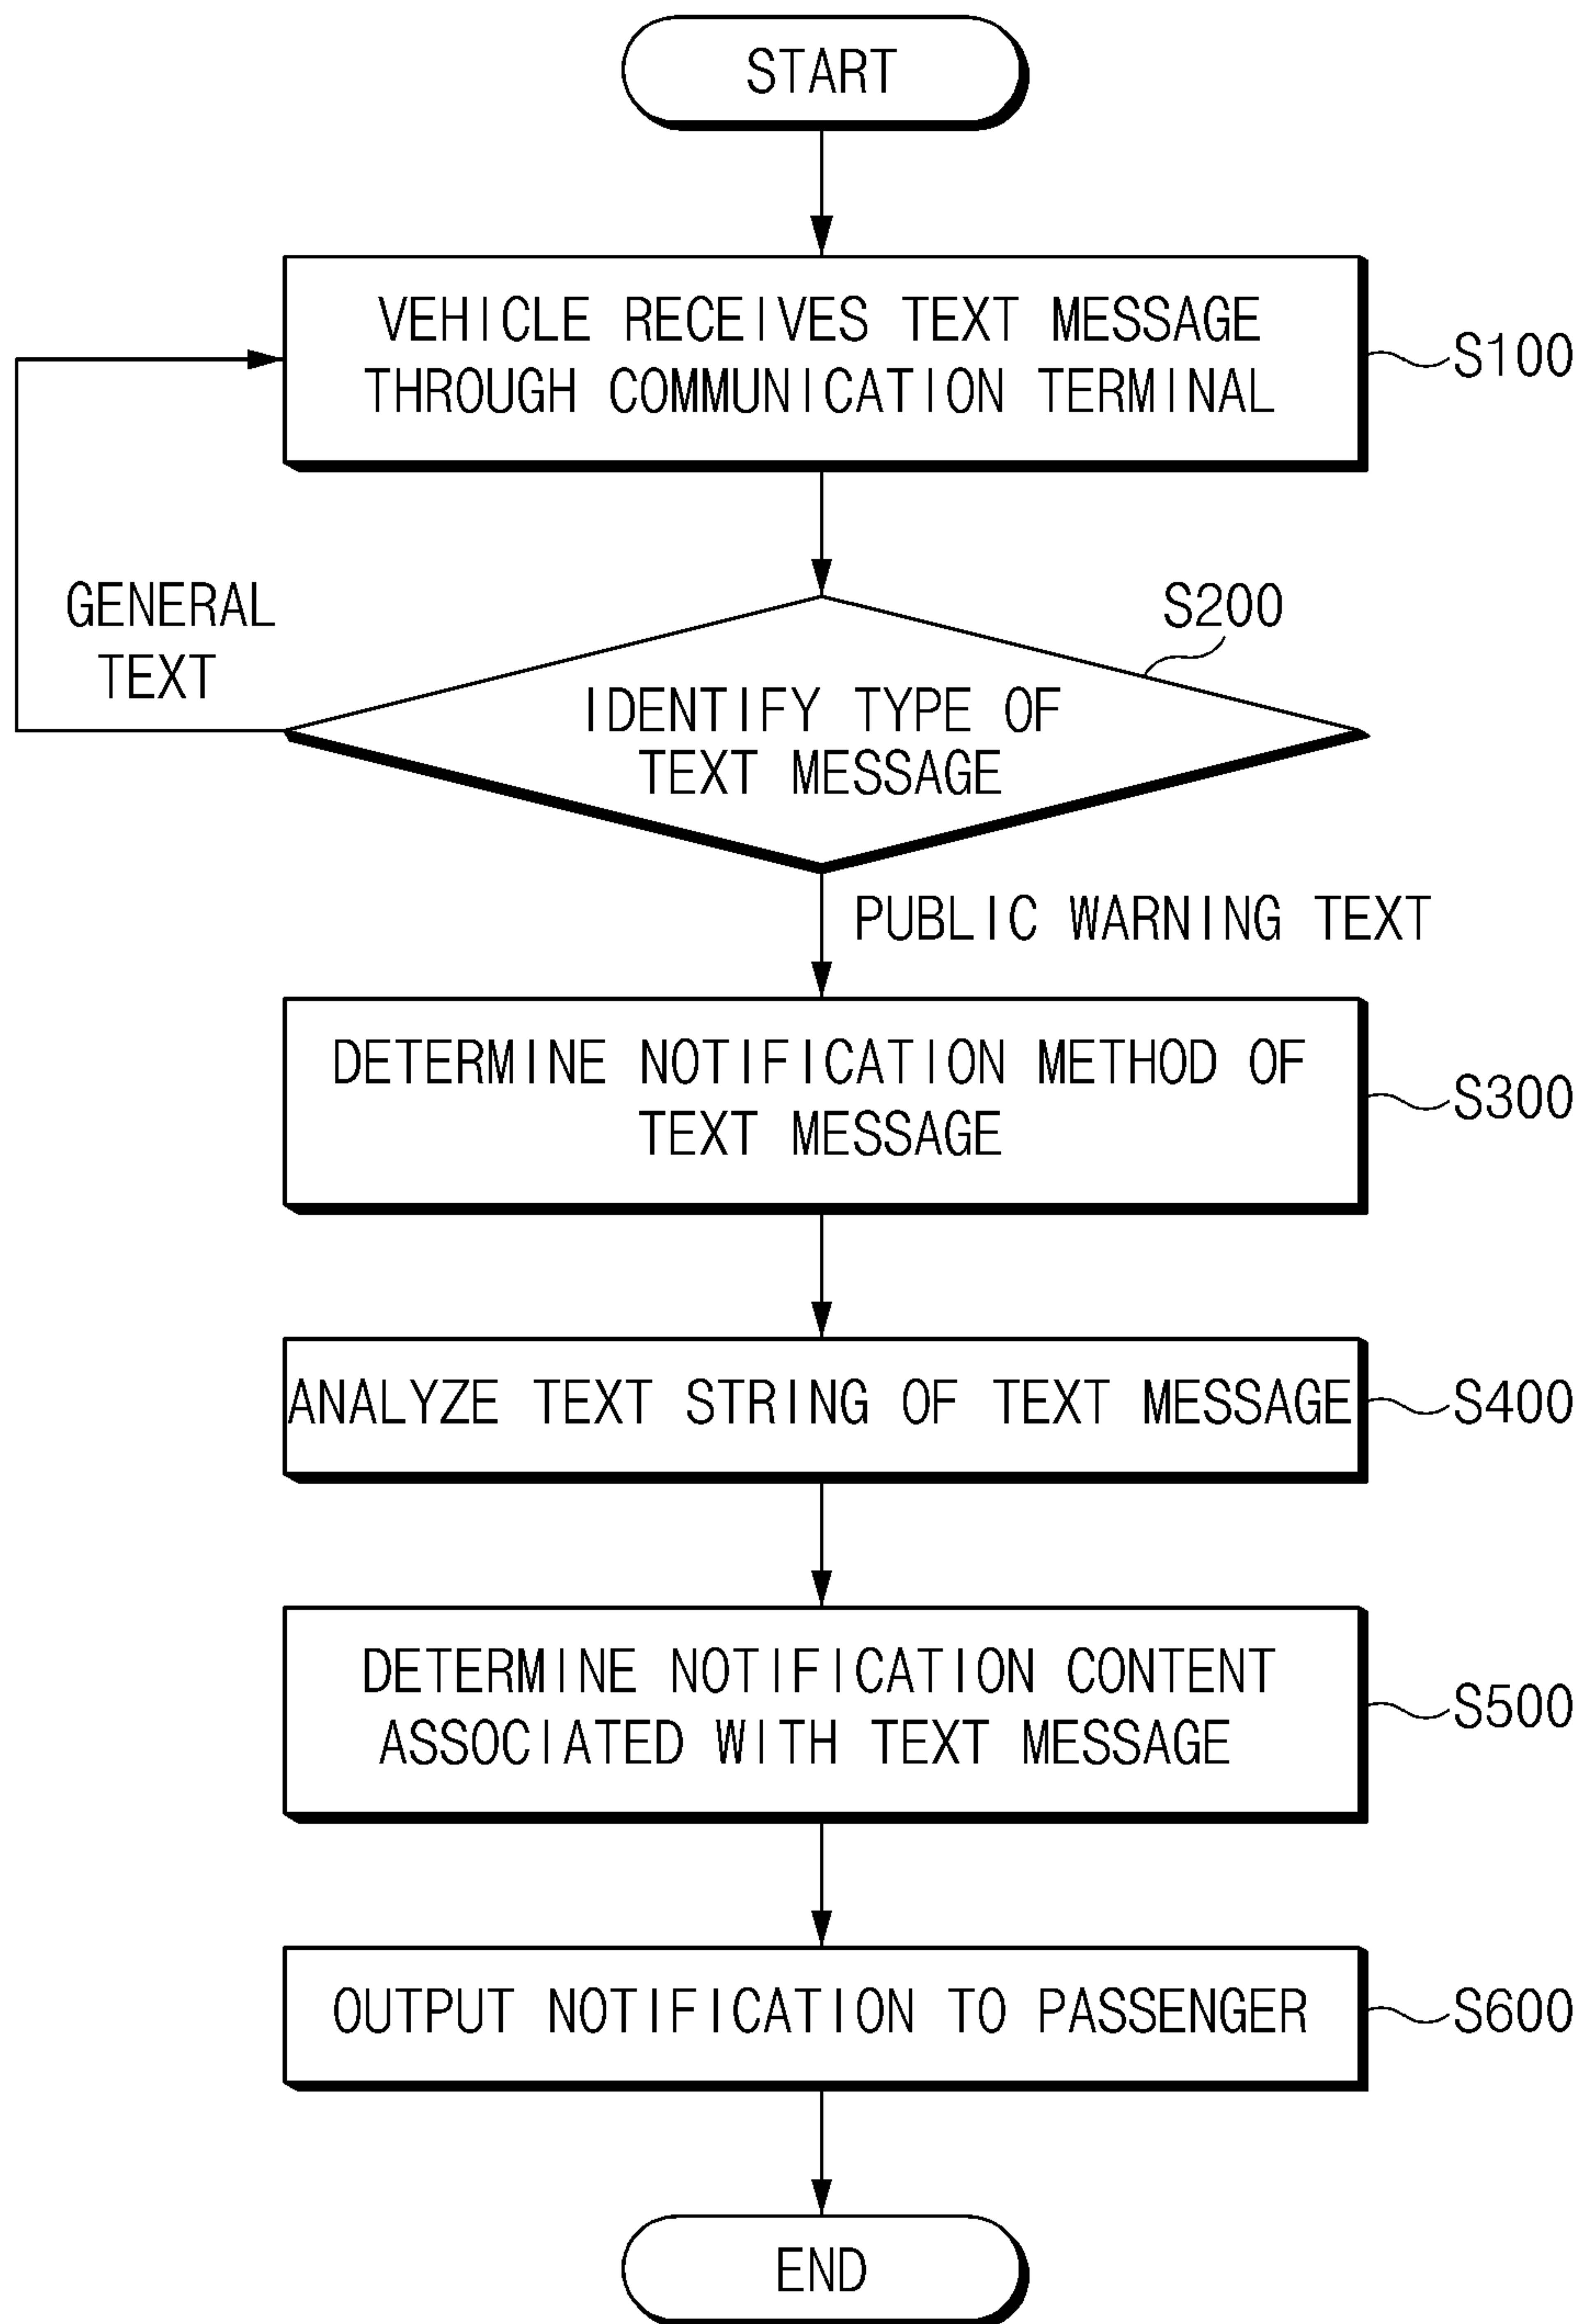 START
VEHICLE RECEIVES TEXT MESSAGE
THROUGH COMMUNICATION TERMINAL
S100
GENERAL
TEXT
S200
IDENTIFY TYPE OF
TEXT MESSAGE
PUBLIC WARNING TEXT
DETERMINE NOTIFICATION METHOD OF
TEXT MESSAGE
S300
ANALYZE TEXT STRING OF TEXT MESSAGE
S400
DETERMINE NOTIFICATION CONTENT
ASSOCIATED WITH TEXT MESSAGE
S500
OUTPUT NOTIFICATION TO PASSENGER
S600
END